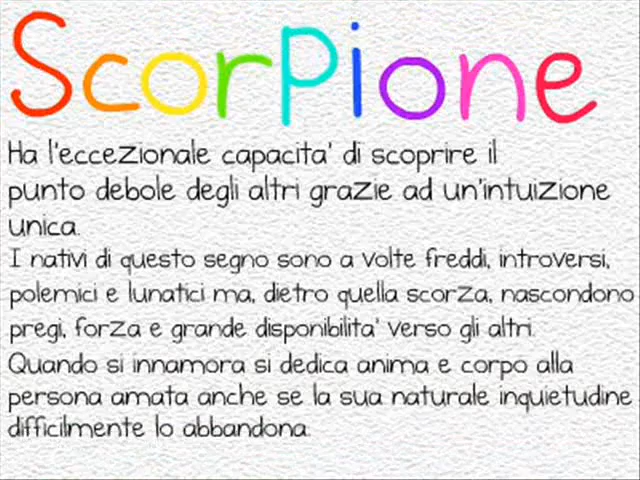 Scorpione
Ha l'eccezionale capacita' di scoprire il
punto debole degli altri grazie ad un'intuizione
unica.
I nativi di questo segno sono a volte freddi, introversi,
polemici e lunatici ma, dietro quella scorza, nascondono
pregi, forza e grande disponibilita' verso gli altri.
Quando si innamora si dedica anima e corpo alla
persona amata anche se la sua naturale inquietudine
difficilmente lo abbandona.